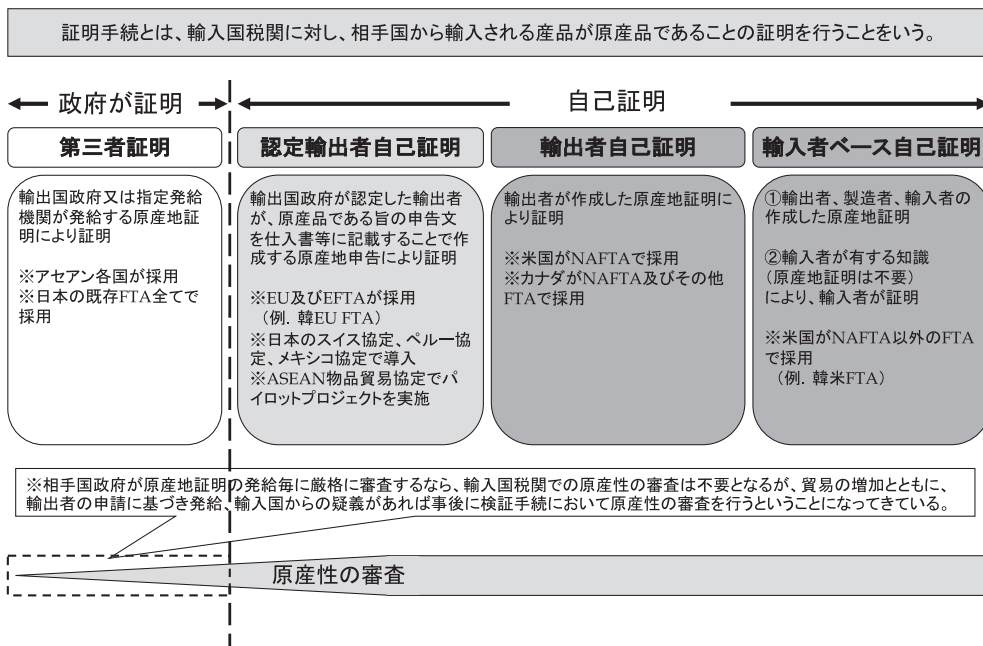 証明手続とは、輸入国税関に対し、相手国から輸入される産品が原産品であることの証明を行うことをいう。
政府が証明
自己証明
第三者証明
輸出国政府又は指定発給
機関が発給する原産地証
明により証明
※アセアン各国が採用
※日本の既存FTA全てで
採用
認定輸出者自己証明
輸出国政府が認定した輸出者
が、原産品である旨の申告文
を仕入書等に記載することで作
成する原産地申告により証明
※EU及びEFTAが採用
(例. 韓EU FTA)
※日本のスイス協定、ペルー協
定、メキシコ協定で導入
※ASEAN物品貿易協定でパ
イロットプロジェクトを実施
輸出者自己証明
輸出者が作成した原産地証明に
より証明
※米国がNAFTAで採用
※カナダがNAFTA及びその他
FTAで採用
輸入者ベース自己証明
①輸出者、製造者、輸入者の
作成した原産地証明
②輸入者が有する知識
(原産地証明は不要)
により、輸入者が証明
※米国がNAFTA以外のFTA
で採用
(例. 韓米FTA)
※相手国政府が原産地証明の発給毎に厳格に審査するなら、輸入国税関での原産性の審査は不要となるが、貿易の増加とともに、
輸出者の申請に基づき発給、輸入国からの疑義があれば事後に検証手続において原産性の審査を行うということになってきている。
原産性の審査